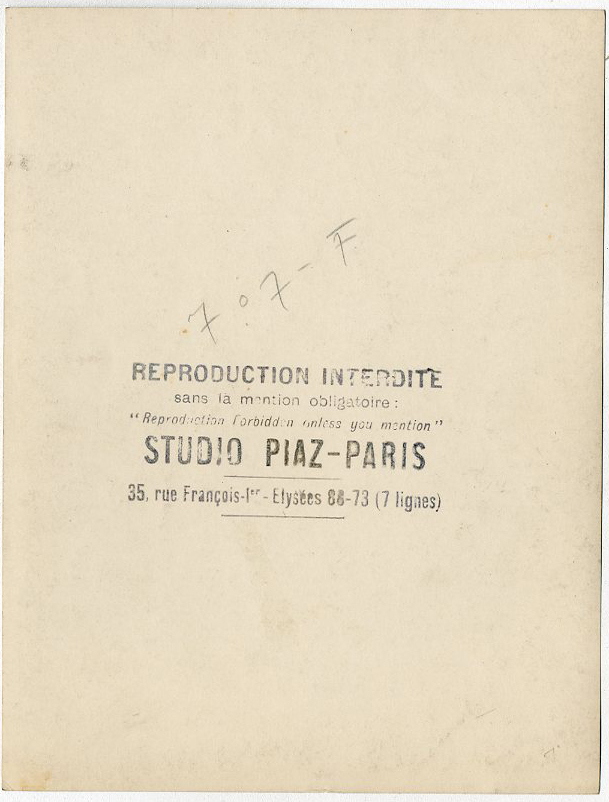 7 0.7 - F
REPRODUCTION INTERDITE
sans la mention obligatoire :
"Reproduction forbidden unless you mention"
STUDIO PIAZ-PARIS
35, rue François-Iᵉʳ - Elysées 88-73 (7 lignes)